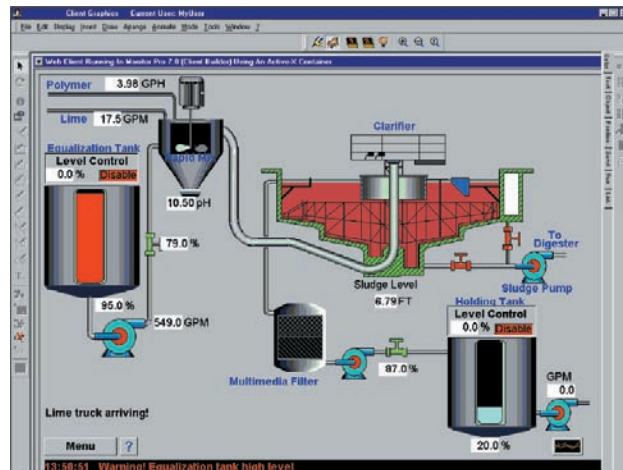 Client Graphics Current User: MyUser
File Edit Display Insert Draw Arrange Animate Mode Tools Window ?
Web Client Running In Monitor Pro 7.0 (Client Builder) Using An Active-X Container
Polymer 3.98 GPH
Lime 17.5 GPM
Equalization Tank
Level Control
0.0 % Disable
Rapid Mix
10.50 pH
79.0 %
95.0 %
549.0 GPM
Clarifier
To
Digester
Sludge Pump
Sludge Level
6.79 FT
Multimedia Filter
87.0 %
Holding Tank
Level Control
0.0 % Disable
GPM
0.0
20.0 %
Lime truck arriving!
Menu ?
13:50:51 Warning! Equalization tank high level